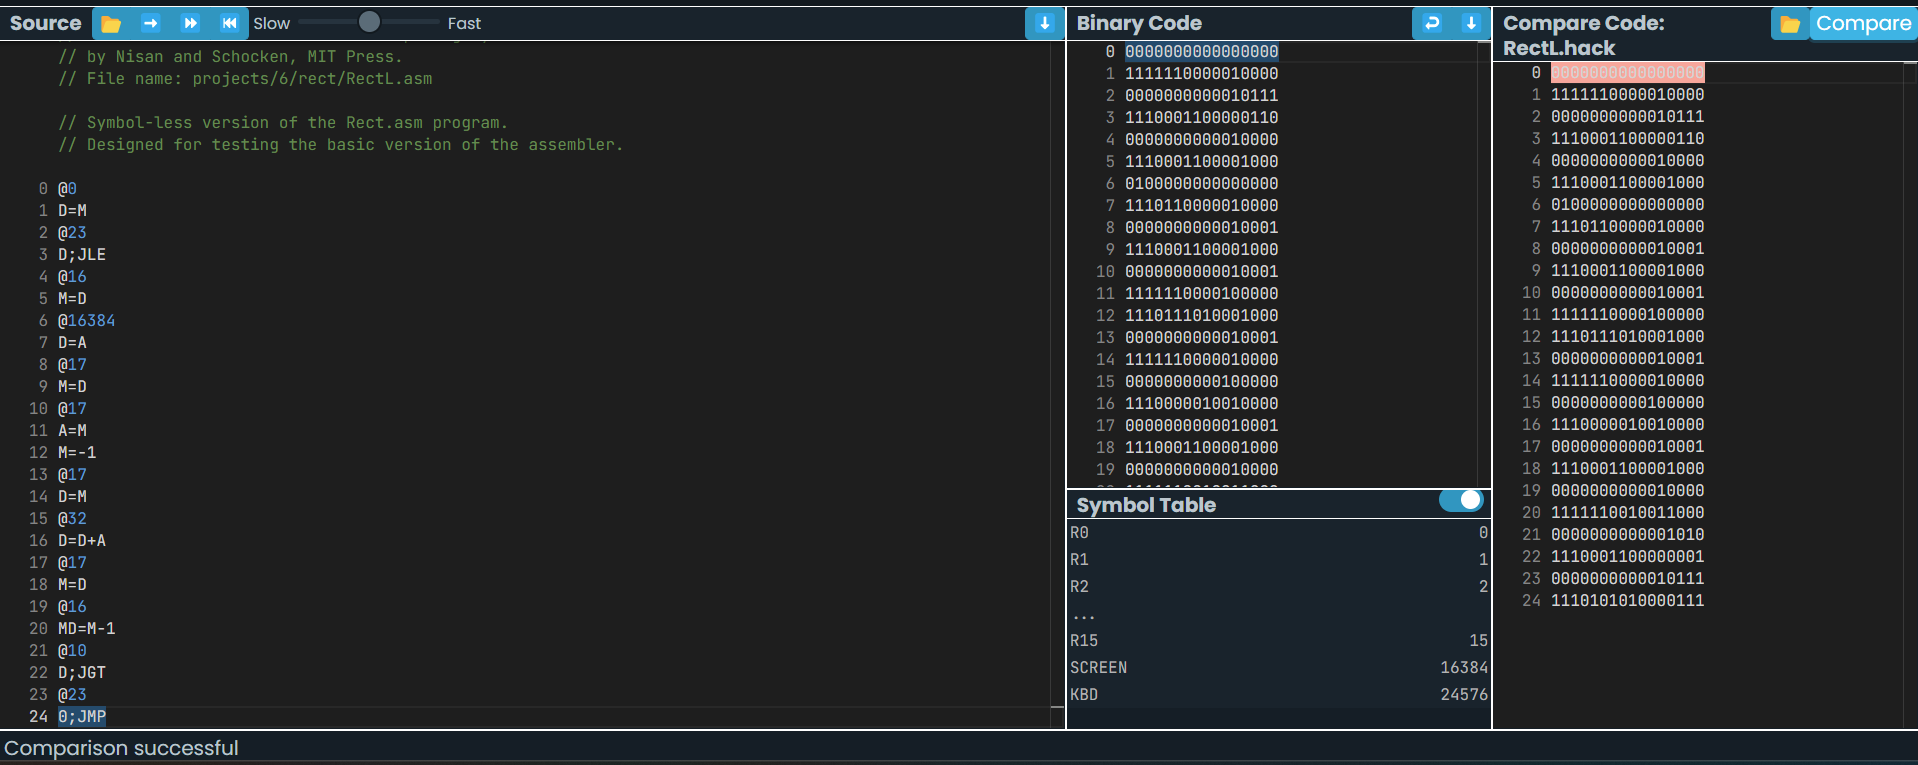 Source
Slow
Fast
// by Nisan and Schocken, MIT Press.
// File name: projects/6/rect/RectL.asm
// Symbol-less version of the Rect.asm program.
// Designed for testing the basic version of the assembler.
0 @0
1 D=M
2 @23
3 D;JLE
4 @16
5 M=D
6 @16384
7 D=A
8 @17
9 M=D
10 @17
11 A=M
12 M=-1
13 @17
14 D=M
15 @32
16 D=D+A
17 @17
18 M=D
19 @16
20 MD=M-1
21 @10
22 D;JGT
23 @23
24 0;JMP
Binary Code
0 0000000000000000
1 1111110000010000
2 0000000000010111
3 1110001100000110
4 0000000000010000
5 1110001100001000
6 0100000000000000
7 1110110000010000
8 0000000000010001
9 1110001100001000
10 0000000000010001
11 1111110000100000
12 1110111010001000
13 0000000000010001
14 1111110000010000
15 0000000000100000
16 1110000010010000
17 0000000000010001
18 1110001100001000
19 0000000000010000
Symbol Table
R0 0
R1 1
R2 2
...
R15 15
SCREEN 16384
KBD 24576
Compare Code:
RectL.hack
Compare
0 0000000000000000
1 1111110000010000
2 0000000000010111
3 1110001100000110
4 0000000000010000
5 1110001100001000
6 0100000000000000
7 1110110000010000
8 0000000000010001
9 1110001100001000
10 0000000000010001
11 1111110000100000
12 1110111010001000
13 0000000000010001
14 1111110000010000
15 0000000000100000
16 1110000010010000
17 0000000000010001
18 1110001100001000
19 0000000000010000
20 1111110010011000
21 0000000000001010
22 1110001100000001
23 0000000000010111
24 1110101010000111
Comparison successful